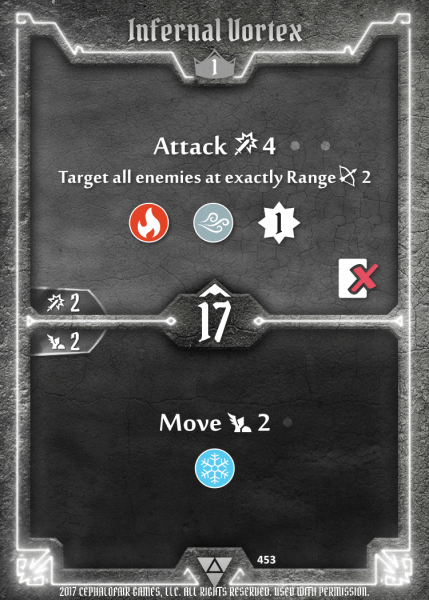 Infernal Vortex
1
Attack 4
Target all enemies at exactly Range 2
1
2
17
2
Move 2
453
2017 CEPHALOFAIR GAMES, LLC. ALL RIGHTS RESERVED. USED WITH PERMISSION.